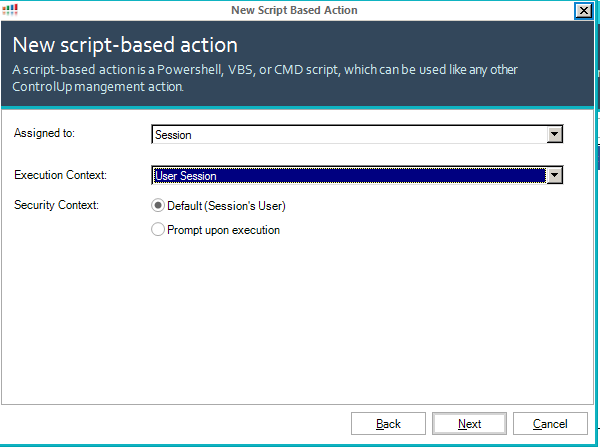 New Script Based Action
New script-based action
A script-based action is a Powershell, VBS, or CMD script, which can be used like any other
ControlUp mangement action.
Assigned to:
Session
Execution Context:
User Session
Security Context:
Default (Session's User)
Prompt upon execution
Back
Next
Cancel